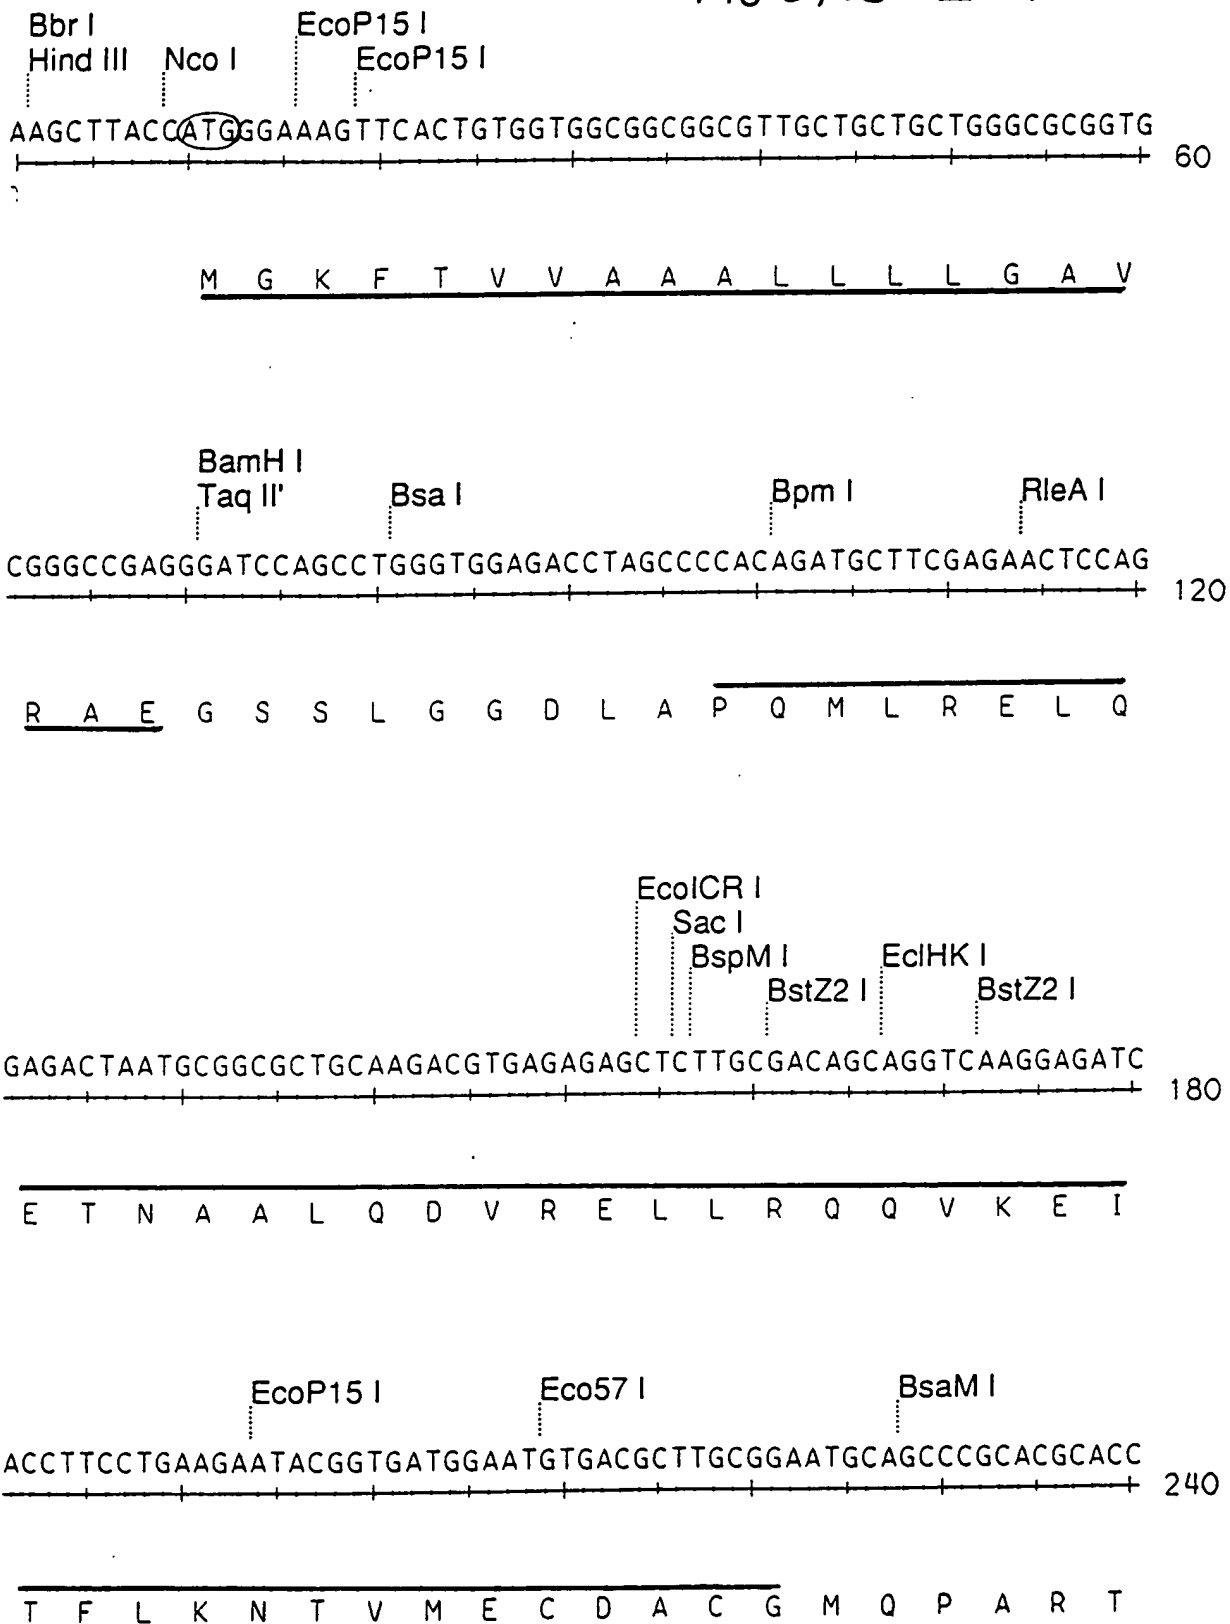 Bbr I EcoP15 I
Hind III Nco I EcoP15 I
AAGCTTACCATGGGAAAGTTCACTGTGGTGGCGGCGGCGTTGCTGCTGCTGGGCGCGGTG
60
M G K F T V V A A A L L L L G A V
BamH I
Taq II' Bsa I Bpm I RleA I
CGGGCCGAGGGATCCAGCCTGGGTGGAGACCTAGCCCCACAGATGCTTCGAGAACTCCAG
120
R A E G S S L G G D L A P Q M L R E L Q
EcoICR I
Sac I
BspM I EclHK I
BstZ2 I BstZ2 I
GAGACTAATGCGGCGCTGCAAGACGTGAGAGAGCTCTTGCGACAGCAGGTCAAGGAGATC
180
E T N A A L Q D V R E L L R Q Q V K E I
EcoP15 I Eco57 I BsaM I
ACCTTCCTGAAGAATACGGTGATGGAATGTGACGCTTGCGGAATGCAGCCCGCACGCACC
240
T F L K N T V M E C D A C G M Q P A R T